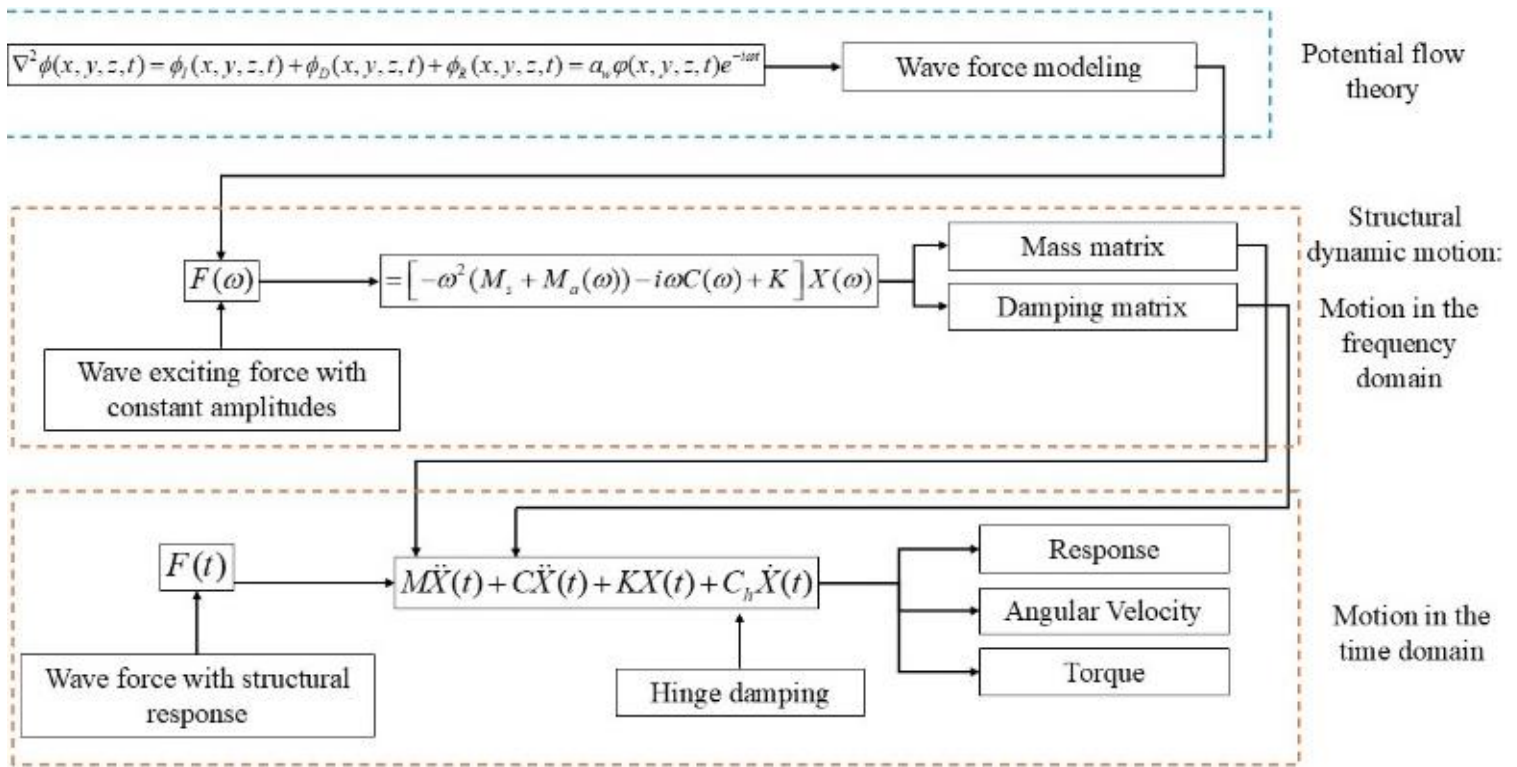 ∇²ϕ(x,y,z,t) = ϕ_I(x,y,z,t) + ϕ_D(x,y,z,t) + ϕ_R(x,y,z,t) = a_wφ(x,y,z,t)e^{-iωt}
Wave force modeling
Potential flow
theory
F(ω)
=[-ω²(M_s + M_a(ω)) - iωC(ω) + K]X(ω)
Mass matrix
Damping matrix
Wave exciting force with
constant amplitudes
Structural
dynamic motion:
Motion in the
frequency
domain
F(t)
MẌ(t) + CẌ(t) + KX(t) + C_hẊ(t)
Response
Angular Velocity
Torque
Wave force with structural
response
Hinge damping
Motion in the
time domain